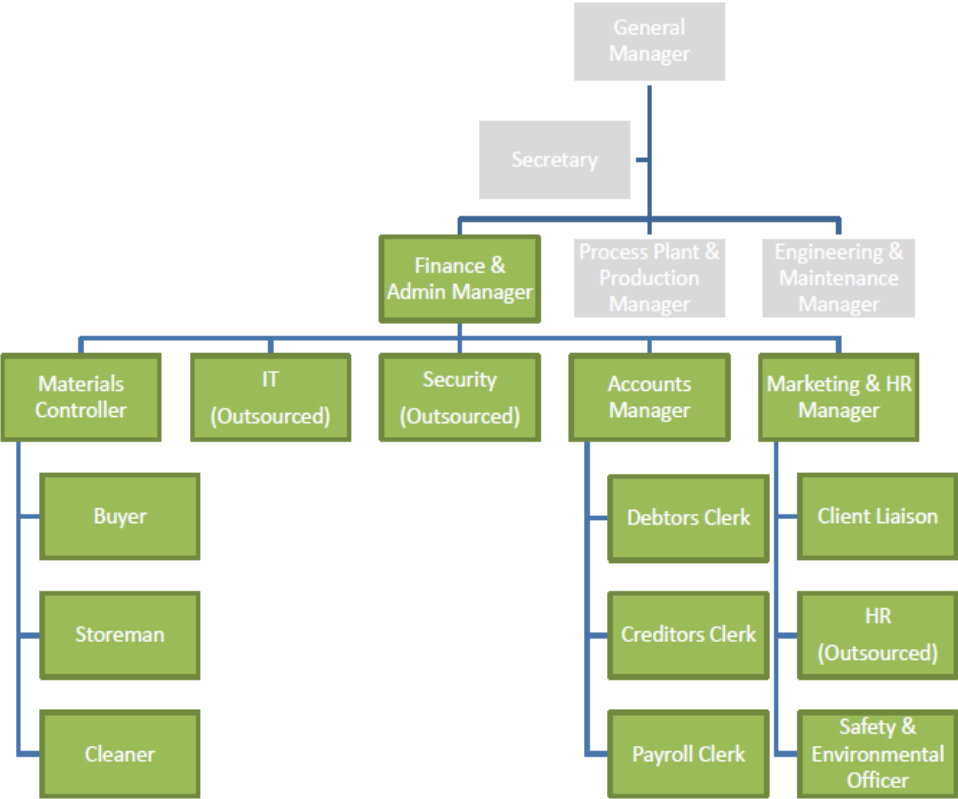 General
Manager
Secretary
Finance &
Admin Manager
Process Plant &
Production
Manager
Engineering &
Maintenance
Manager
Materials
Controller
IT
(Outsourced)
Security
(Outsourced)
Accounts
Manager
Marketing & HR
Manager
Buyer
Debtors Clerk
Client Liaison
Storeman
Creditors Clerk
HR
(Outsourced)
Cleaner
Payroll Clerk
Safety &
Environmental
Officer